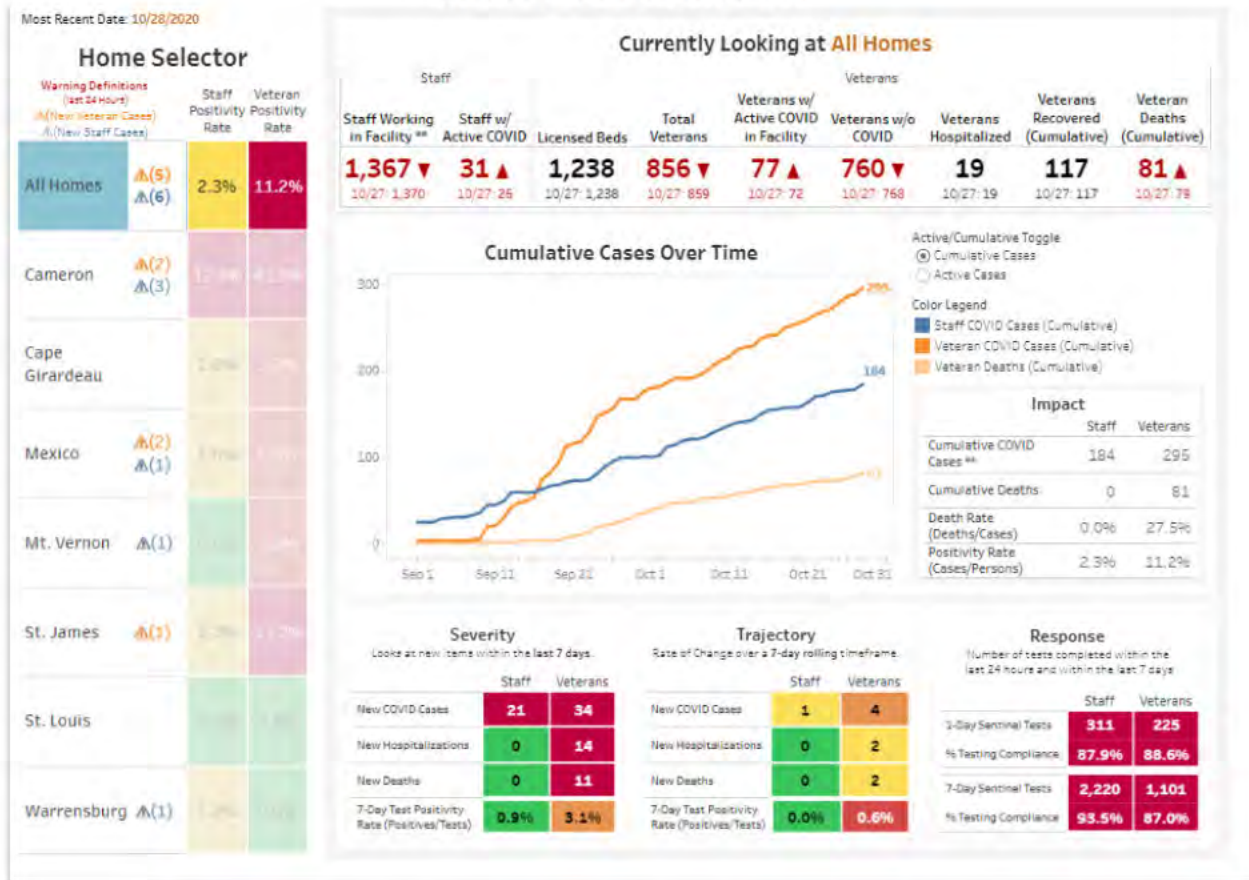 Most Recent Date: 10/28/2020
Home Selector
Warning Definitions
(last 24 Hours)
⚠(New Veteran Cases)
⚠(New Staff Cases)
Staff
Positivity
Rate
Veteran
Positivity
Rate
All Homes ⚠(5) ⚠(6) 2.3% 11.2%
Cameron ⚠(2) ⚠(3)
Cape
Girardeau
Mexico ⚠(2) ⚠(1)
Mt. Vernon ⚠(1)
St. James ⚠(1)
St. Louis
Warrensburg ⚠(1)
Currently Looking at All Homes
Staff
Veterans
Staff Working
in Facility **
1,367 ▼
10/27: 1,370
Staff w/
Active COVID
31 ▲
10/27: 26
Licensed Beds
1,238
10/27: 1,238
Total
Veterans
856 ▼
10/27: 859
Veterans w/
Active COVID
in Facility
77 ▲
10/27: 72
Veterans w/o
COVID
760 ▼
10/27: 768
Veterans
Hospitalized
19
10/27: 19
Veterans
Recovered
(Cumulative)
117
10/27: 117
Veteran
Deaths
(Cumulative)
81 ▲
10/27: 79
Cumulative Cases Over Time
300
200
100
0
295
184
81
Sep 1 Sep 11 Sep 21 Oct 1 Oct 11 Oct 21 Oct 31
Active/Cumulative Toggle
Cumulative Cases
Active Cases
Color Legend
Staff COVID Cases (Cumulative)
Veteran COVID Cases (Cumulative)
Veteran Deaths (Cumulative)
Impact
Staff Veterans
Cumulative COVID
Cases ** 184 295
Cumulative Deaths 0 81
Death Rate
(Deaths/Cases) 0.0% 27.5%
Positivity Rate
(Cases/Persons) 2.3% 11.2%
Severity
Looks at new items within the last 7 days.
Staff Veterans
New COVID Cases 21 34
New Hospitalizations 0 14
New Deaths 0 11
7-Day Test Positivity
Rate (Positives/Tests) 0.9% 3.1%
Trajectory
Rate of Change over a 7-day rolling timeframe.
Staff Veterans
New COVID Cases 1 4
New Hospitalizations 0 2
New Deaths 0 2
7-Day Test Positivity
Rate (Positives/Tests) 0.0% 0.6%
Response
Number of tests completed within the
last 24 hours and within the last 7 days
Staff Veterans
1-Day Sentinel Tests 311 225
% Testing Compliance 87.9% 88.6%
7-Day Sentinel Tests 2,220 1,101
% Testing Compliance 93.5% 87.0%